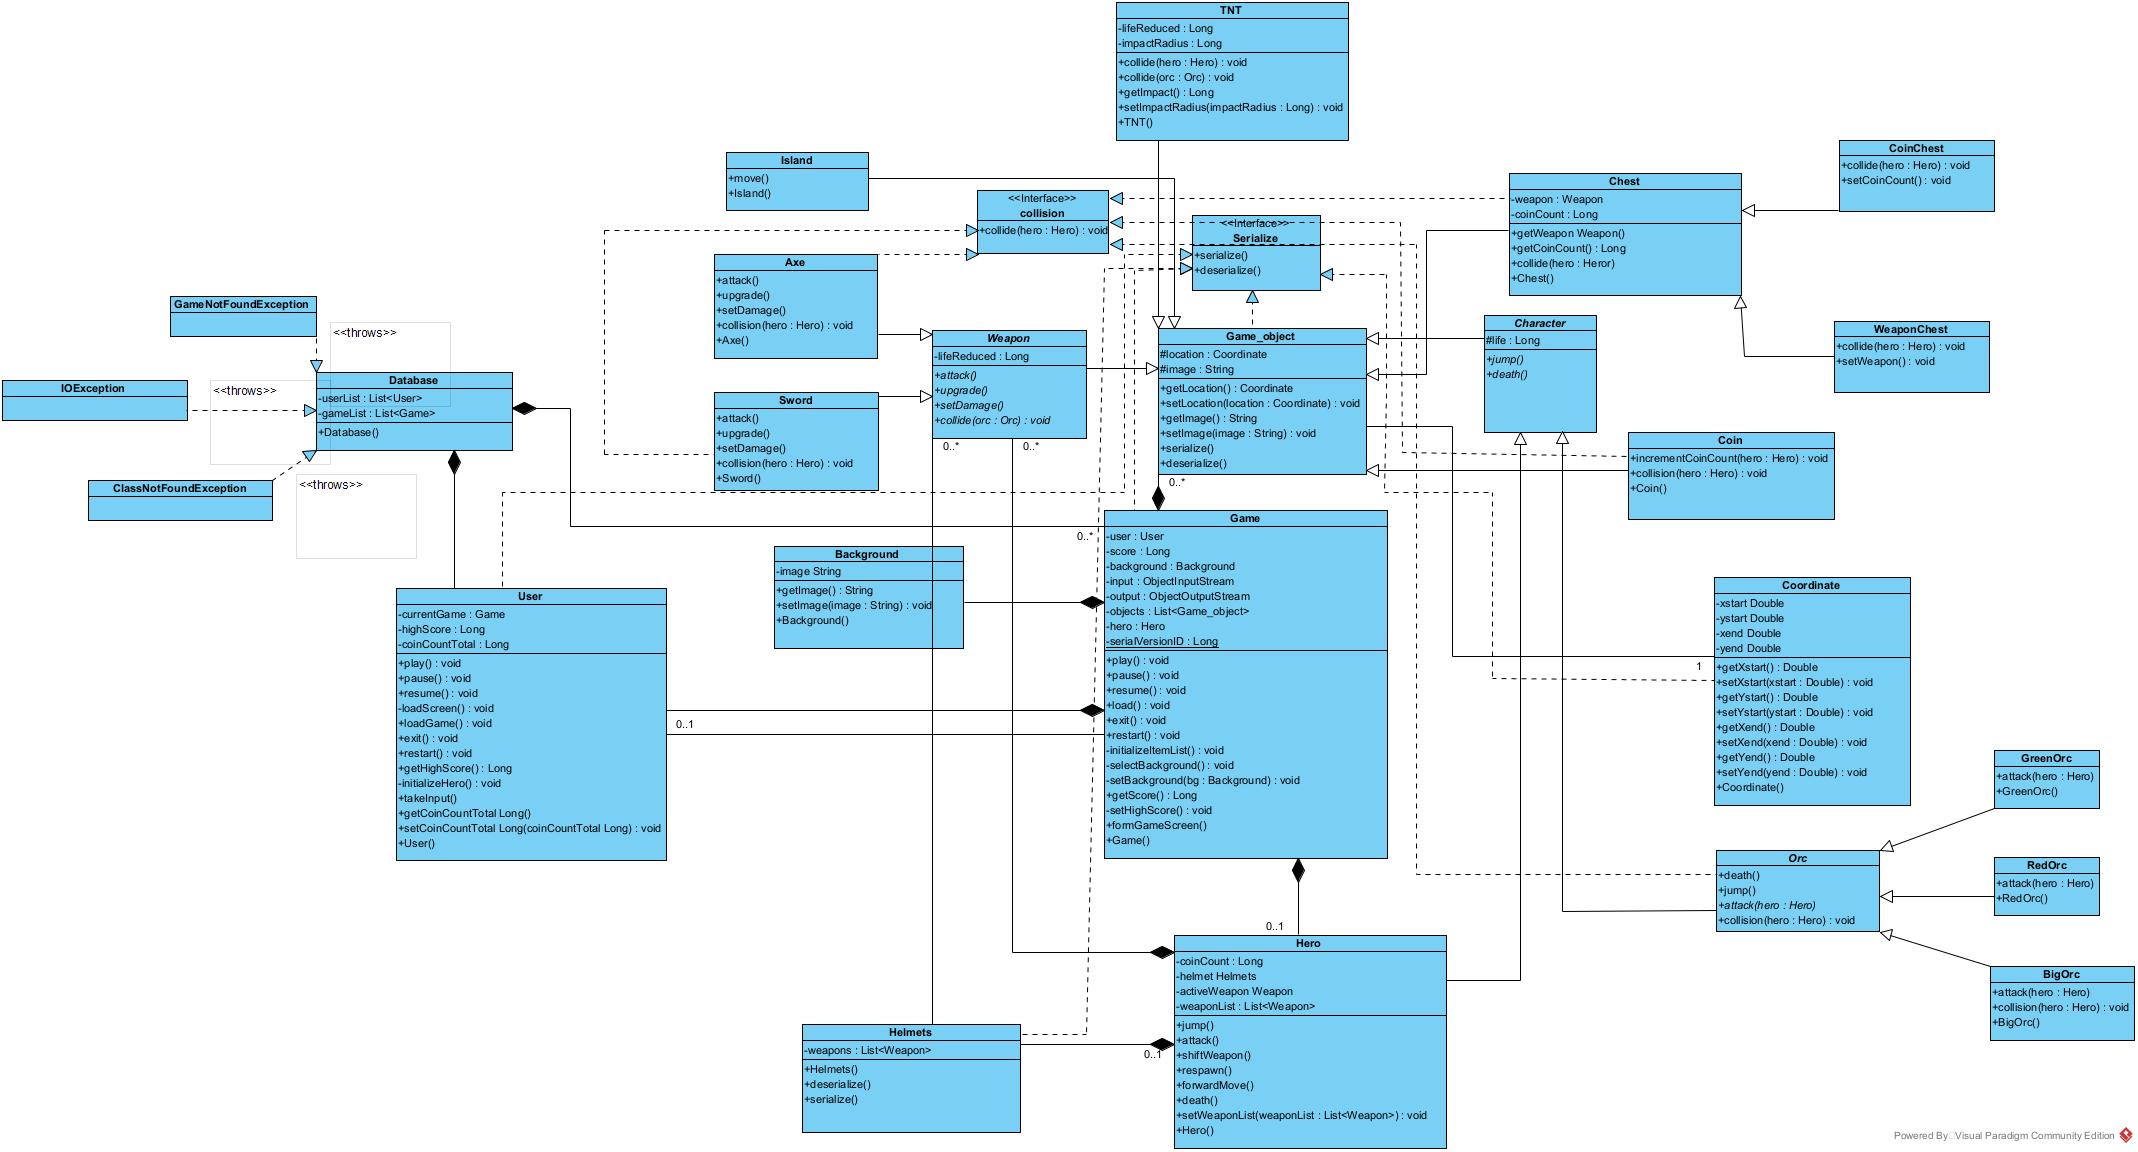 TNT
-lifeReduced : Long
-impactRadius : Long
+collide(hero : Hero) : void
+collide(orc : Orc) : void
+getImpact() : Long
+setImpactRadius(impactRadius : Long) : void
+TNT()
Island
+move()
+Island()
<<Interface>>
collision
+collide(hero : Hero) : void
<<Interface>>
Serialize
+serialize()
+deserialize()
Chest
-weapon : Weapon
-coinCount : Long
+getWeapon Weapon()
+getCoinCount() : Long
+collide(hero : Heror)
+Chest()
CoinChest
+collide(hero : Hero) : void
+setCoinCount() : void
WeaponChest
+collide(hero : Hero) : void
+setWeapon() : void
Axe
+attack()
+upgrade()
+setDamage()
+collision(hero : Hero) : void
+Axe()
Sword
+attack()
+upgrade()
+setDamage()
+collision(hero : Hero) : void
+Sword()
Weapon
-lifeReduced : Long
+attack()
+upgrade()
+setDamage()
+collide(orc : Orc) : void
0..*
0..*
Game_object
#location : Coordinate
#image : String
+getLocation() : Coordinate
+setLocation(location : Coordinate) : void
+getImage() : String
+setImage(image : String) : void
+serialize()
+deserialize()
0..*
Character
#life : Long
+jump()
+death()
Coin
+incrementCoinCount(hero : Hero) : void
+collision(hero : Hero) : void
+Coin()
GameNotFoundException
<<throws>>
IOException
<<throws>>
ClassNotFoundException
<<throws>>
Database
-userList : List<User>
-gameList : List<Game>
+Database()
0..*
Background
-image String
+getImage() : String
+setImage(image : String) : void
+Background()
User
-currentGame : Game
-highScore : Long
-coinCountTotal : Long
+play() : void
+pause() : void
+resume() : void
-loadScreen() : void
+loadGame() : void
+exit() : void
+restart() : void
+getHighScore() : Long
-initializeHero() : void
+takeInput()
+getCoinCountTotal Long()
+setCoinCountTotal Long(coinCountTotal Long) : void
+User()
0..1
Game
-user : User
-score : Long
-background : Background
-input : ObjectInputStream
-output : ObjectOutputStream
-objects : List<Game_object>
-hero : Hero
-serialVersionID : Long
+play() : void
+pause() : void
+resume() : void
+load() : void
+exit() : void
+restart() : void
-initializeItemList() : void
-selectBackground() : void
-setBackground(bg : Background) : void
+getScore() : Long
-setHighScore() : void
+formGameScreen()
+Game()
0..1
Coordinate
-xstart Double
-ystart Double
-xend Double
-yend Double
+getXstart() : Double
+setXstart(xstart : Double) : void
+getYstart() : Double
+setYstart(ystart : Double) : void
+getXend() : Double
+setXend(xend : Double) : void
+getYend() : Double
+setYend(yend : Double) : void
+Coordinate()
1
Orc
+death()
+jump()
+attack(hero : Hero)
+collision(hero : Hero) : void
GreenOrc
+attack(hero : Hero)
+GreenOrc()
RedOrc
+attack(hero : Hero)
+RedOrc()
BigOrc
+attack(hero : Hero)
+collision(hero : Hero) : void
+BigOrc()
Hero
-coinCount : Long
-helmet Helmets
-activeWeapon Weapon
-weaponList : List<Weapon>
+jump()
+attack()
+shiftWeapon()
+respawn()
+forwardMove()
+death()
+setWeaponList(weaponList : List<Weapon>) : void
+Hero()
Helmets
-weapons : List<Weapon>
+Helmets()
+deserialize()
+serialize()
0..1
Powered By Visual Paradigm Community Edition